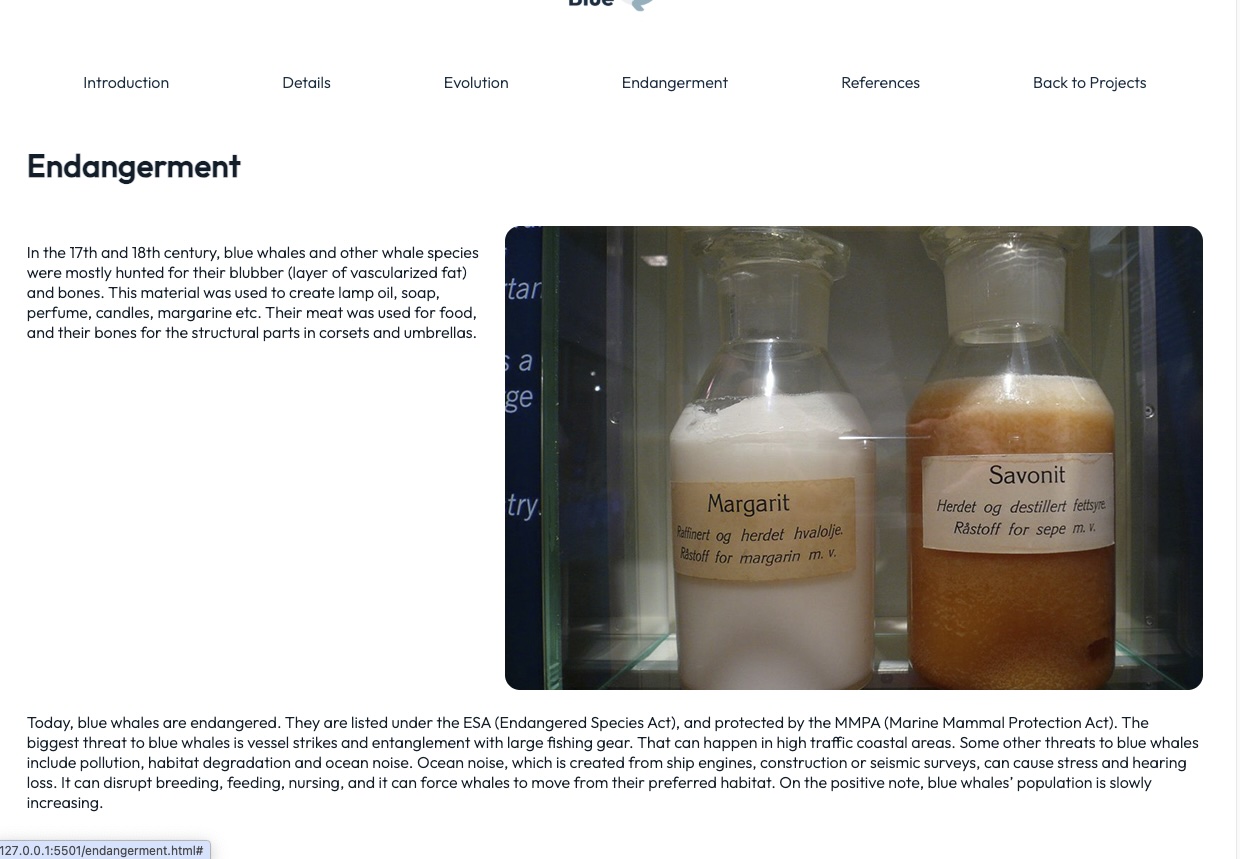 Blue
Introduction Details Evolution Endangerment References Back to Projects
Endangerment
In the 17th and 18th century, blue whales and other whale species
were mostly hunted for their blubber (layer of vascularized fat)
and bones. This material was used to create lamp oil, soap,
perfume, candles, margarine etc. Their meat was used for food,
and their bones for the structural parts in corsets and umbrellas.
s a
ge
try.
Margarit
Raffinert og herdet hvalolje.
Råstoff for margarin m. v.
Savonit
Herdet og destillert fettsyre.
Råstoff for sepe m. v.
Today, blue whales are endangered. They are listed under the ESA (Endangered Species Act), and protected by the MMPA (Marine Mammal Protection Act). The
biggest threat to blue whales is vessel strikes and entanglement with large fishing gear. That can happen in high traffic coastal areas. Some other threats to blue whales
include pollution, habitat degradation and ocean noise. Ocean noise, which is created from ship engines, construction or seismic surveys, can cause stress and hearing
loss. It can disrupt breeding, feeding, nursing, and it can force whales to move from their preferred habitat. On the positive note, blue whales’ population is slowly
increasing.
127.0.0.1:5501/endangerment.html#